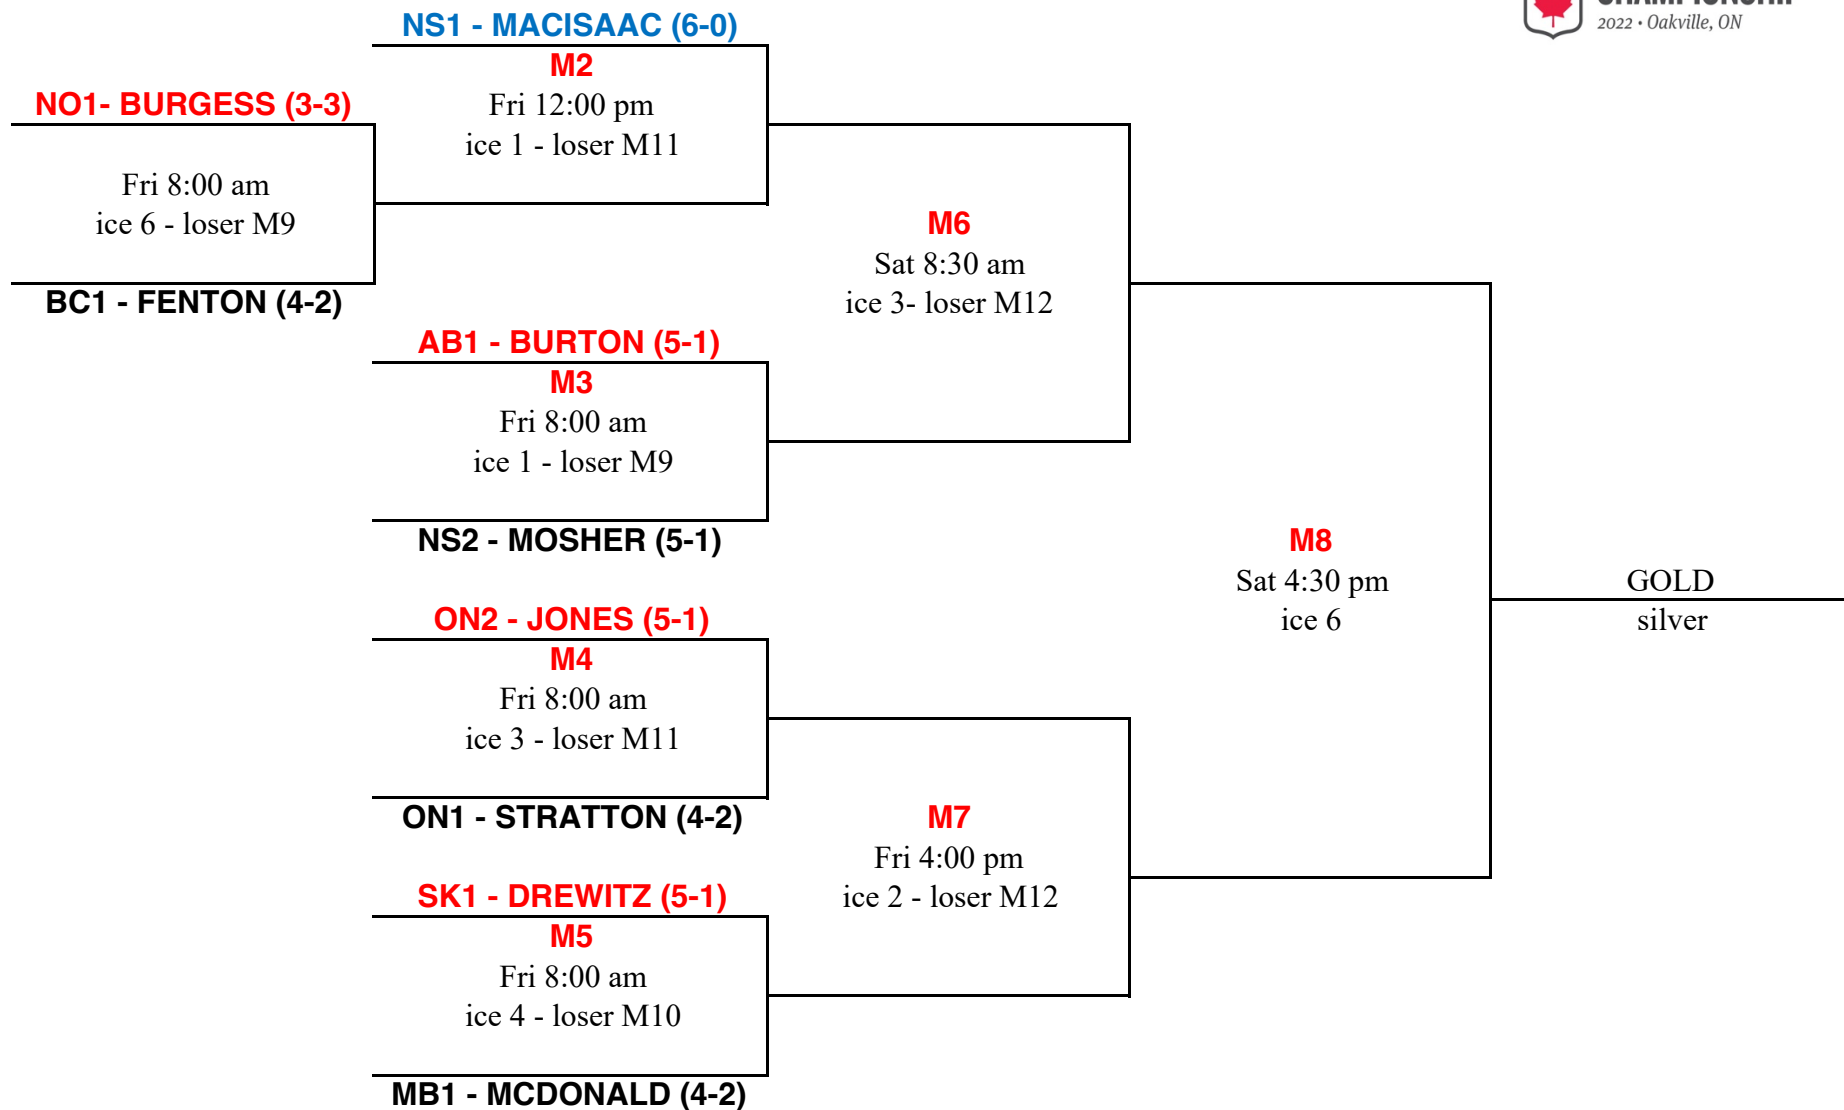 CHAMPIONSHIP
2022 • Oakville, ON
NS1 - MACISAAC (6-0)
M2
Fri 12:00 pm
ice 1 - loser M11
NO1- BURGESS (3-3)
Fri 8:00 am
ice 6 - loser M9
BC1 - FENTON (4-2)
M6
Sat 8:30 am
ice 3- loser M12
AB1 - BURTON (5-1)
M3
Fri 8:00 am
ice 1 - loser M9
NS2 - MOSHER (5-1)
M8
Sat 4:30 pm
ice 6
GOLD
silver
ON2 - JONES (5-1)
M4
Fri 8:00 am
ice 3 - loser M11
ON1 - STRATTON (4-2)
M7
Fri 4:00 pm
ice 2 - loser M12
SK1 - DREWITZ (5-1)
M5
Fri 8:00 am
ice 4 - loser M10
MB1 - MCDONALD (4-2)